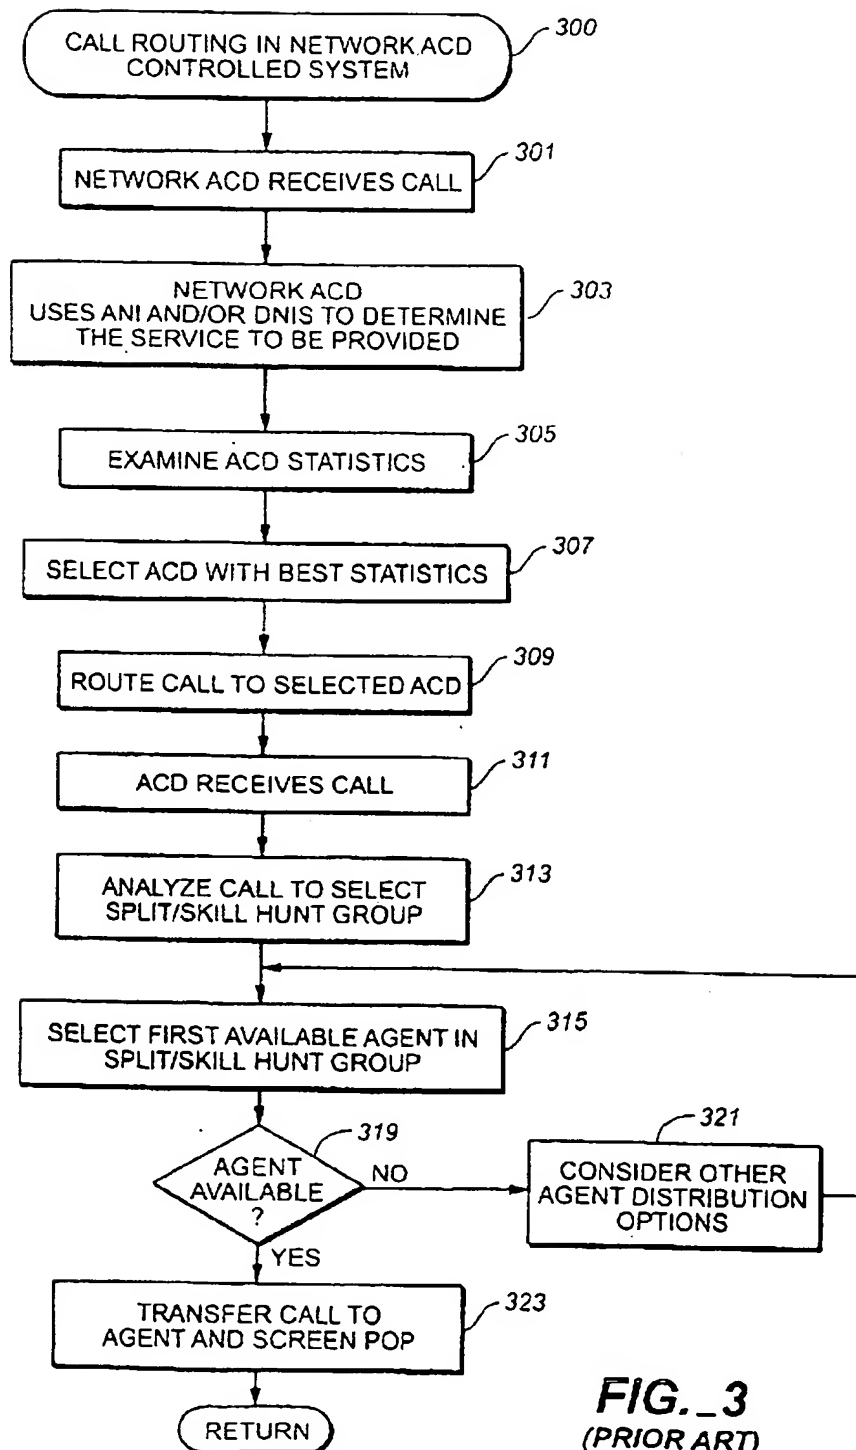 CALL ROUTING IN NETWORK ACD
CONTROLLED SYSTEM
300
301
NETWORK ACD RECEIVES CALL
303
NETWORK ACD
USES ANI AND/OR DNIS TO DETERMINE
THE SERVICE TO BE PROVIDED
305
EXAMINE ACD STATISTICS
307
SELECT ACD WITH BEST STATISTICS
309
ROUTE CALL TO SELECTED ACD
311
ACD RECEIVES CALL
313
ANALYZE CALL TO SELECT
SPLIT/SKILL HUNT GROUP
315
SELECT FIRST AVAILABLE AGENT IN
SPLIT/SKILL HUNT GROUP
319
AGENT
AVAILABLE
?
NO
321
CONSIDER OTHER
AGENT DISTRIBUTION
OPTIONS
YES
323
TRANSFER CALL TO
AGENT AND SCREEN POP
RETURN
FIG._3
(PRIOR ART)